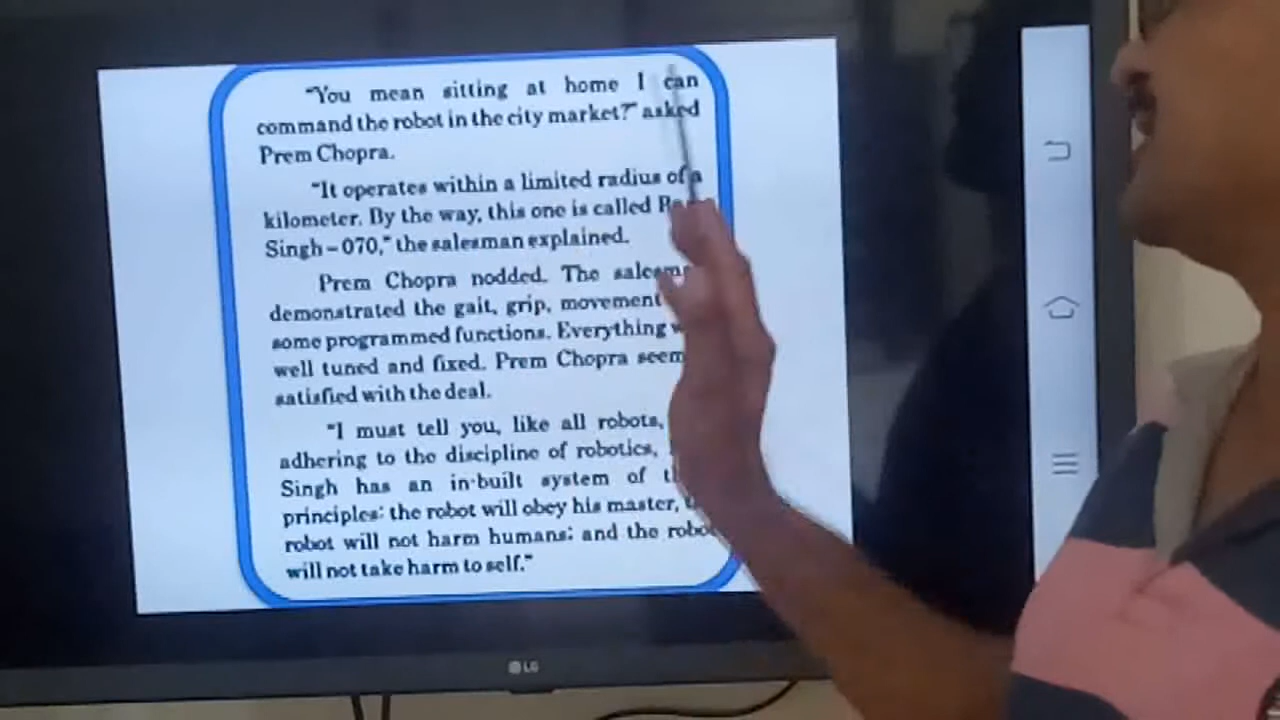 "You mean sitting at home I can
command the robot in the city market?" asked
Prem Chopra.
"It operates within a limited radius of a
kilometer. By the way, this one is called
Singh – 070," the salesman explained.
Prem Chopra nodded. The
demonstrated the gait, grip, movement
some programmed functions. Everything
well tuned and fixed. Prem Chopra
satisfied with the deal.
"I must tell you, like all robots,
adhering to the discipline of robotics,
Singh has an in-built system of
principles: the robot will obey his master,
robot will not harm humans; and the robot
will not take harm to self."
LG